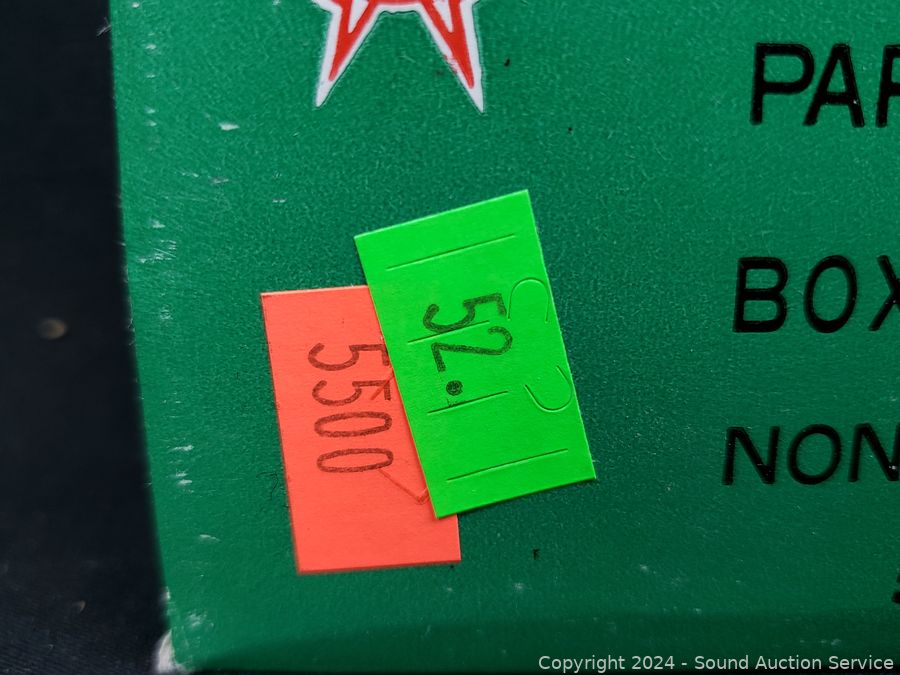 PAR
BOX
NON
52.
5500
Copyright 2024 - Sound Auction Service